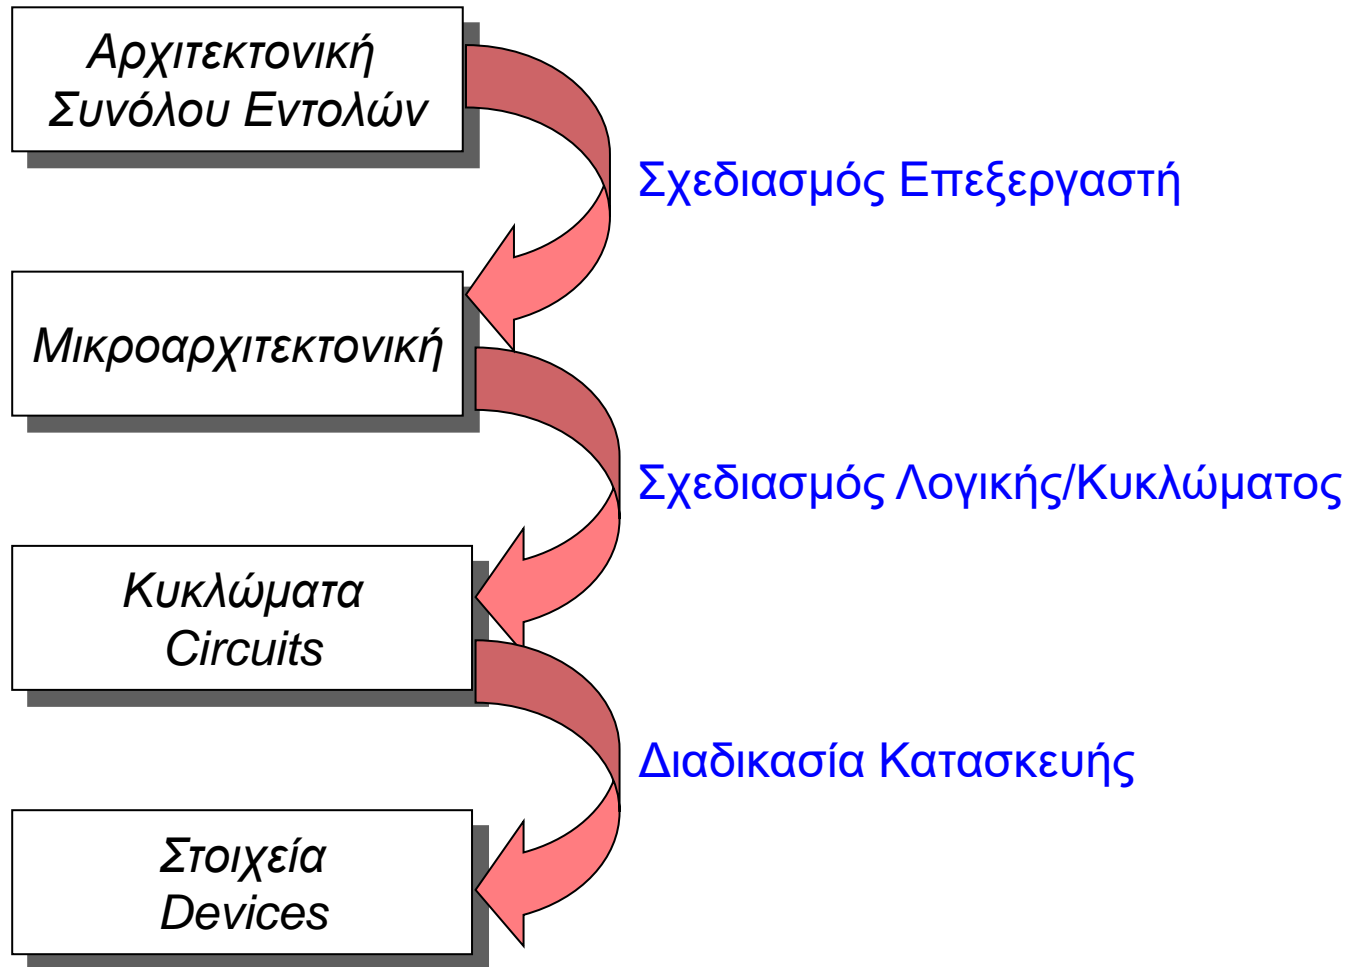 Αρχιτεκτονική
Συνόλου Εντολών
Σχεδιασμός Επεξεργαστή
Μικροαρχιτεκτονική
Σχεδιασμός Λογικής/Κυκλώματος
Κυκλώματα
Circuits
Διαδικασία Κατασκευής
Στοιχεία
Devices